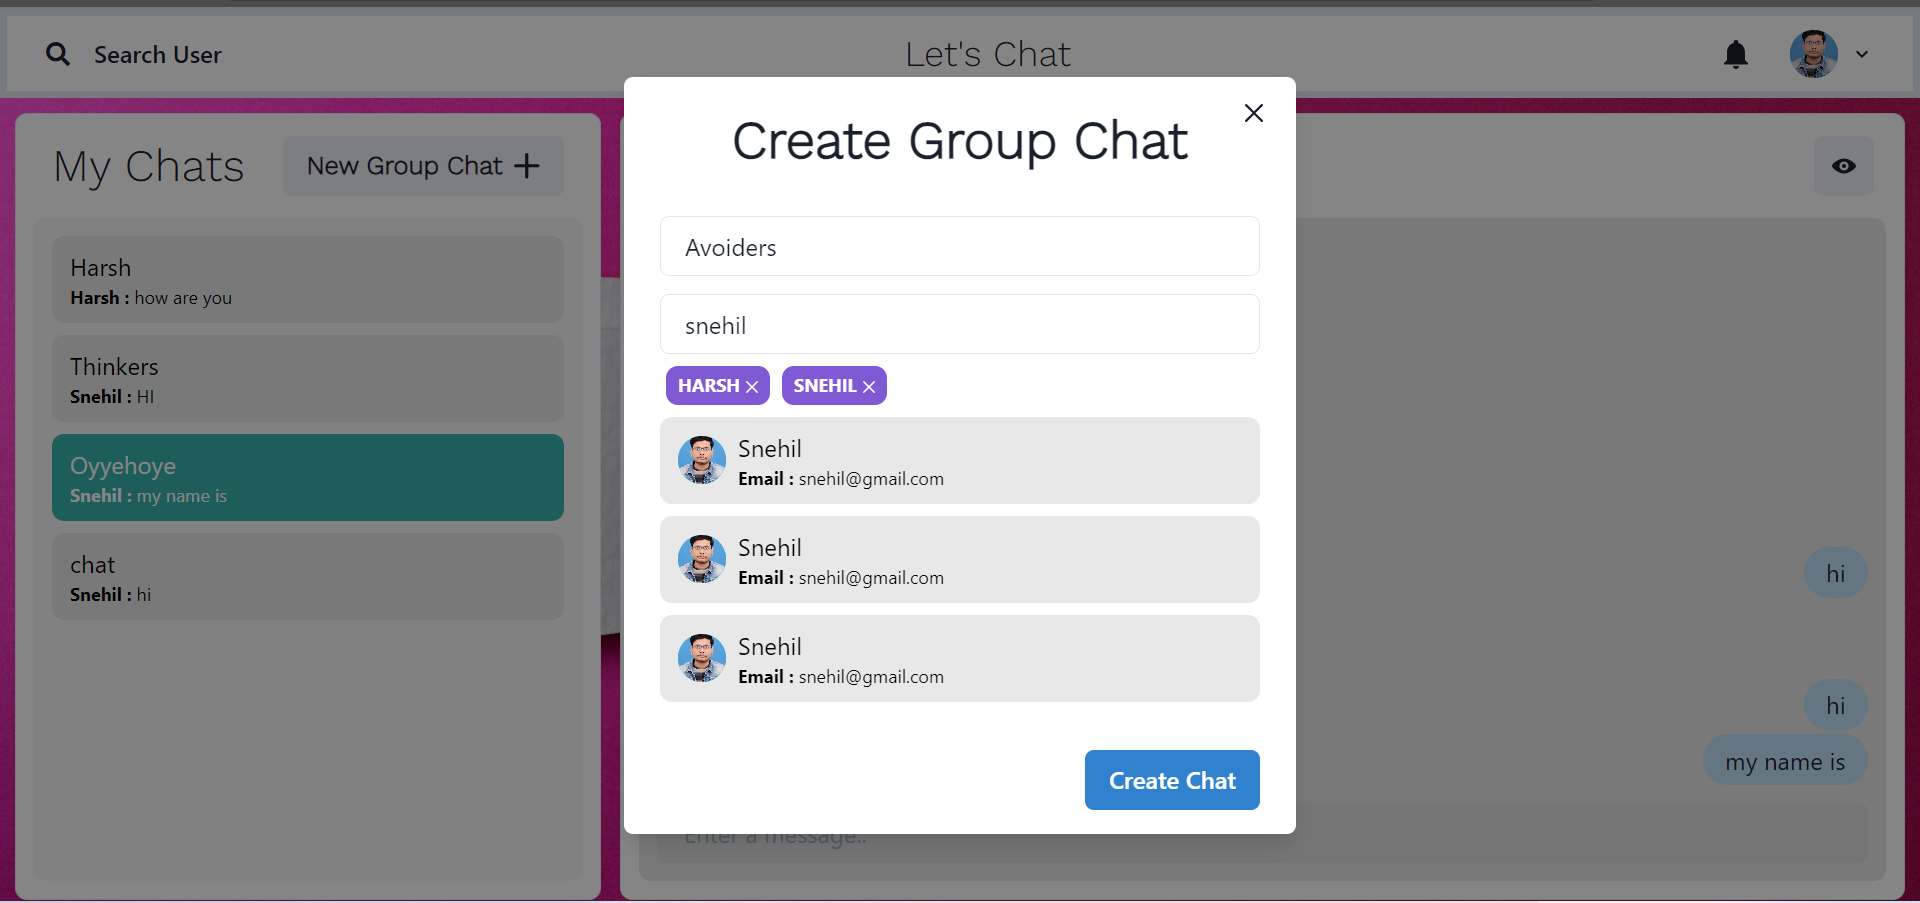 Search User
Let's Chat
My Chats
New Group Chat
Harsh
Harsh : how are you
Thinkers
Snehil : HI
Oyyehoye
Snehil : my name is
chat
Snehil : hi
Create Group Chat
Avoiders
snehil
HARSH SNEHIL
Snehil
Email : snehil@gmail.com
Snehil
Email : snehil@gmail.com
Snehil
Email : snehil@gmail.com
Create Chat
hi
hi
my name is
Enter a message..